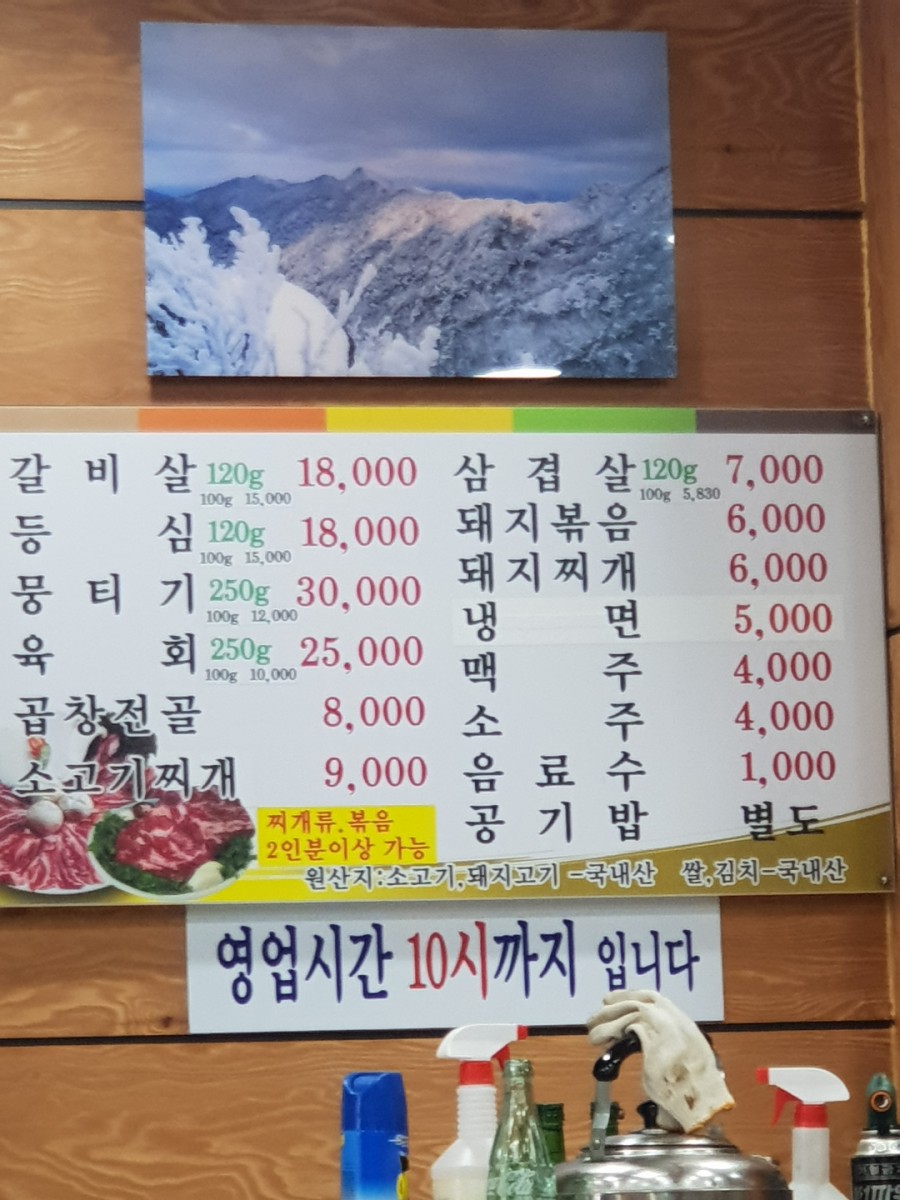 갈비살 120g 18,000
100g 15,000
등심 120g 18,000
100g 15,000
뭉티기 250g 30,000
100g 12,000
육회 250g 25,000
100g 10,000
곱창전골 8,000
소고기찌개 9,000
찌개류.볶음
2인분이상 가능
삼겹살 120g 7,000
100g 5,830
돼지볶음 6,000
돼지찌개 6,000
냉면 5,000
맥주 4,000
소주 4,000
음료수 1,000
공기밥 별도
원산지:소고기,돼지고기 -국내산 쌀,김치-국내산
영업시간 10시까지 입니다